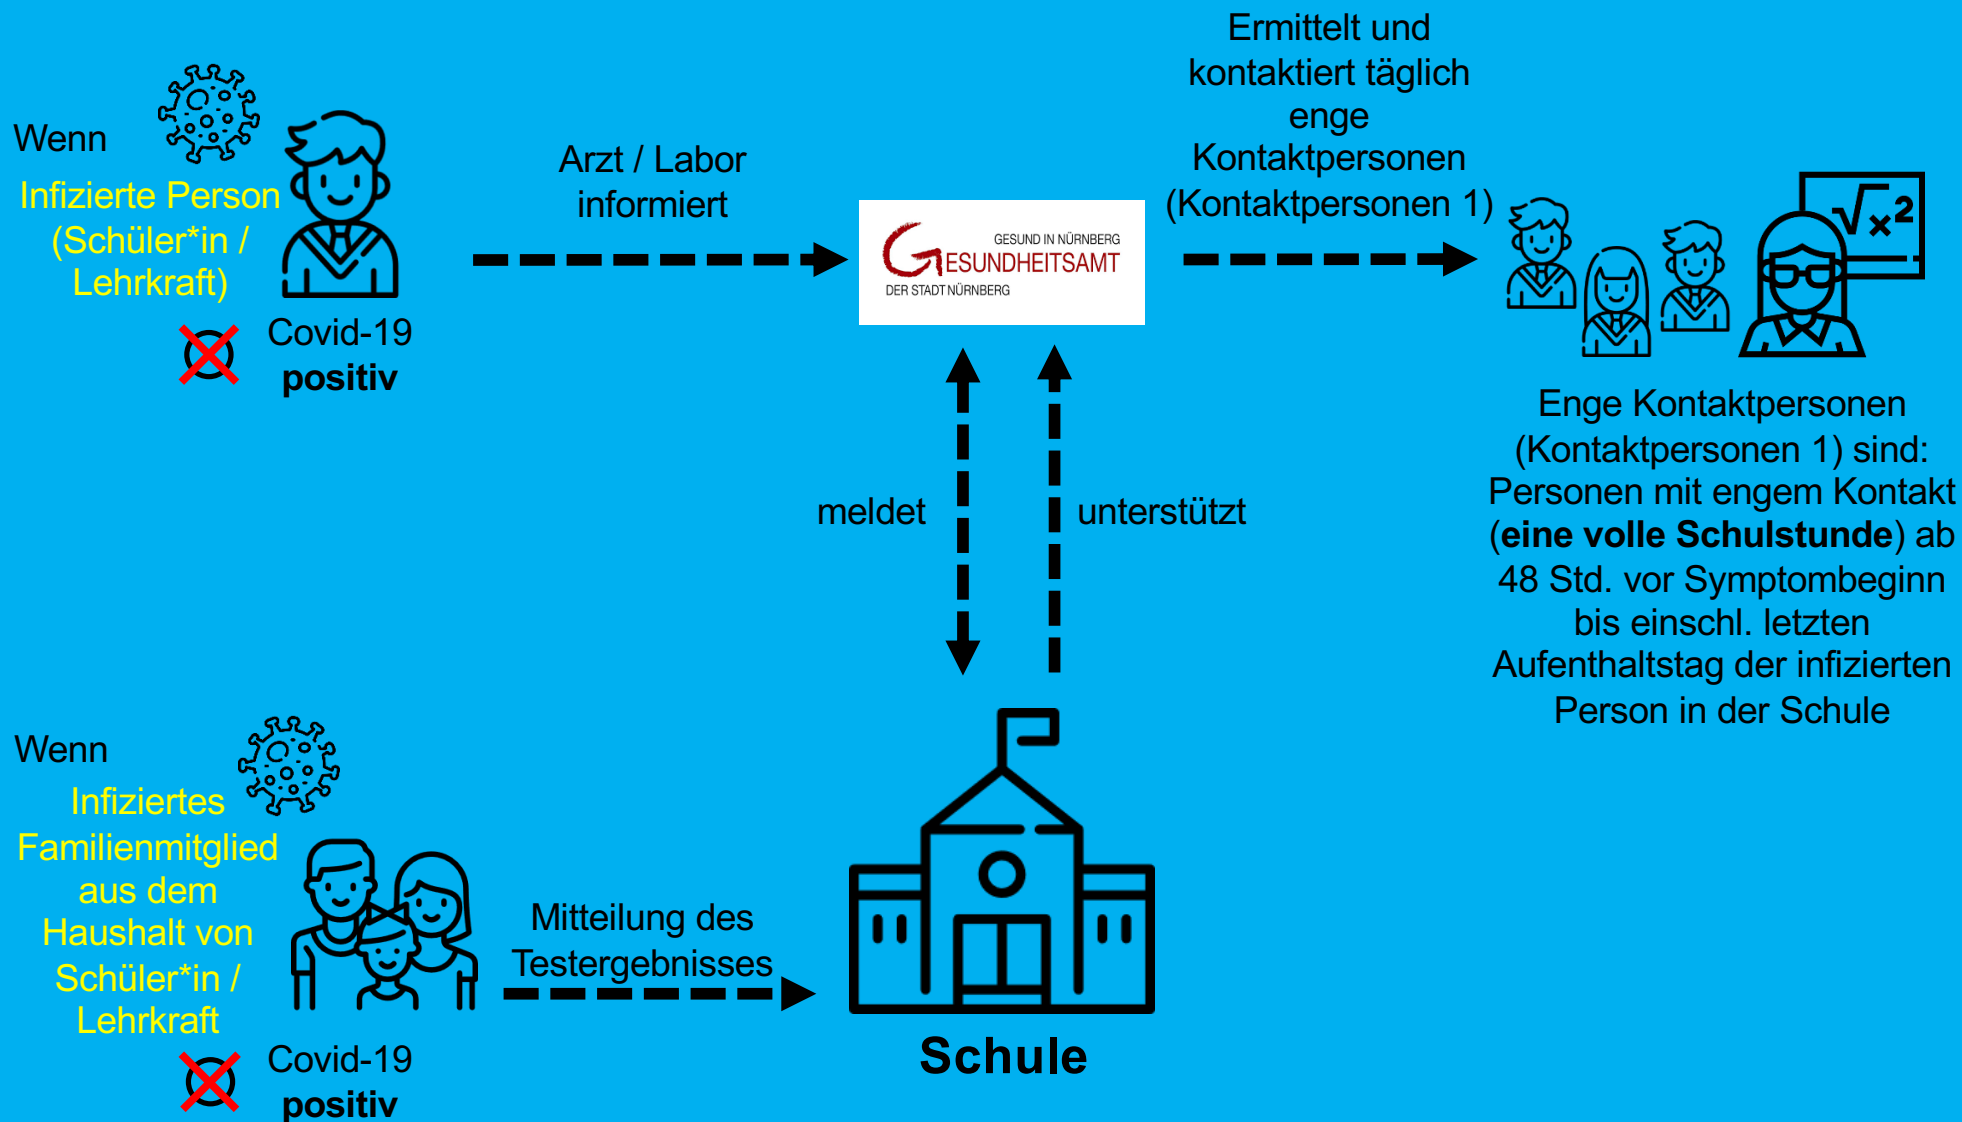 Wenn
Infizierte Person
(Schüler*in /
Lehrkraft)
Covid-19
positiv
Arzt / Labor
informiert
GESUND IN NÜRNBERG
GESUNDHEITSAMT
DER STADT NÜRNBERG
Ermittelt und
kontaktiert täglich
enge
Kontaktpersonen
(Kontaktpersonen 1)
√x²
Enge Kontaktpersonen
(Kontaktpersonen 1) sind:
Personen mit engem Kontakt
(eine volle Schulstunde) ab
48 Std. vor Symptombeginn
bis einschl. letzten
Aufenthaltstag der infizierten
Person in der Schule
meldet
unterstützt
Wenn
Infiziertes
Familienmitglied
aus dem
Haushalt von
Schüler*in /
Lehrkraft
Covid-19
positiv
Mitteilung des
Testergebnisses
Schule